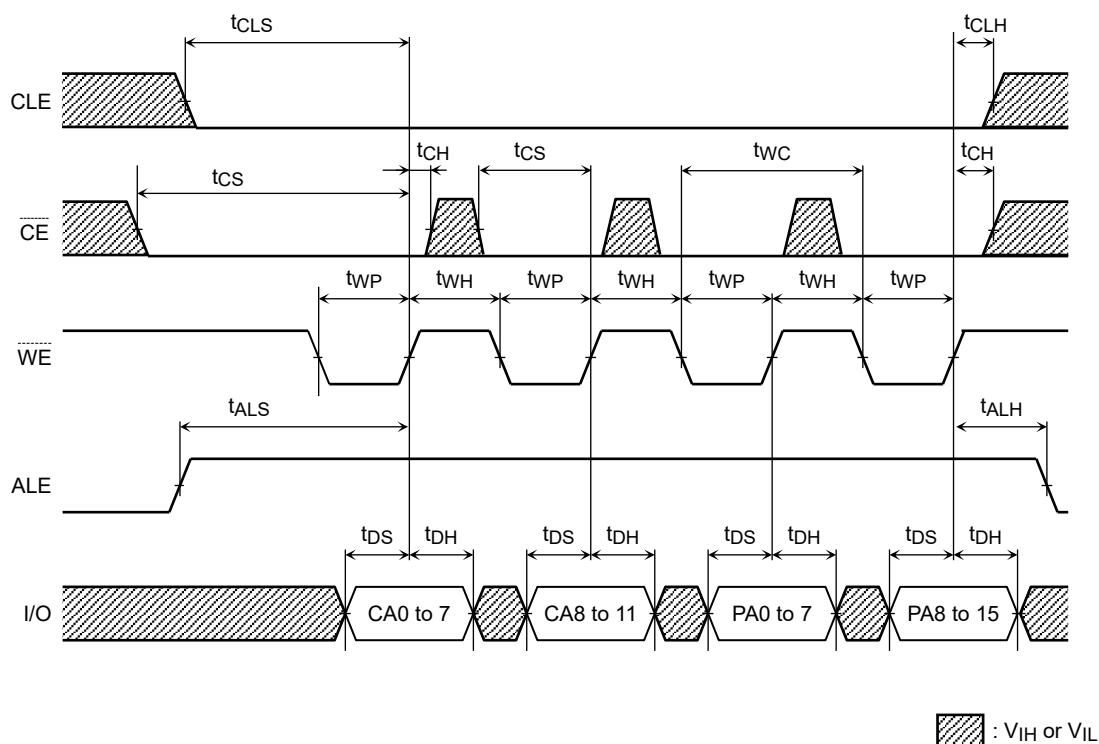 tCLS
tCLH
CLE
tCH
tCS
tWC
tCH
tCS
CE
tWP
tWH
tWP
tWH
tWP
tWH
tWP
WE
tALS
tALH
ALE
tDS
tDH
tDS
tDH
tDS
tDH
tDS
tDH
I/O
CA0 to 7
CA8 to 11
PA0 to 7
PA8 to 15
: VIH or VIL